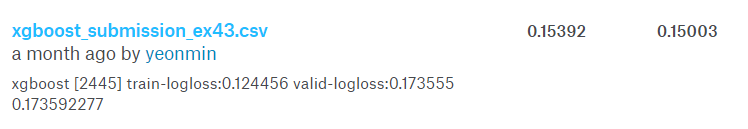 xgboost_submission_ex43.csv 0.15392 0.15003
a month ago by yeonmin
xgboost [2445] train-logloss:0.124456 valid-logloss:0.173555
0.173592277